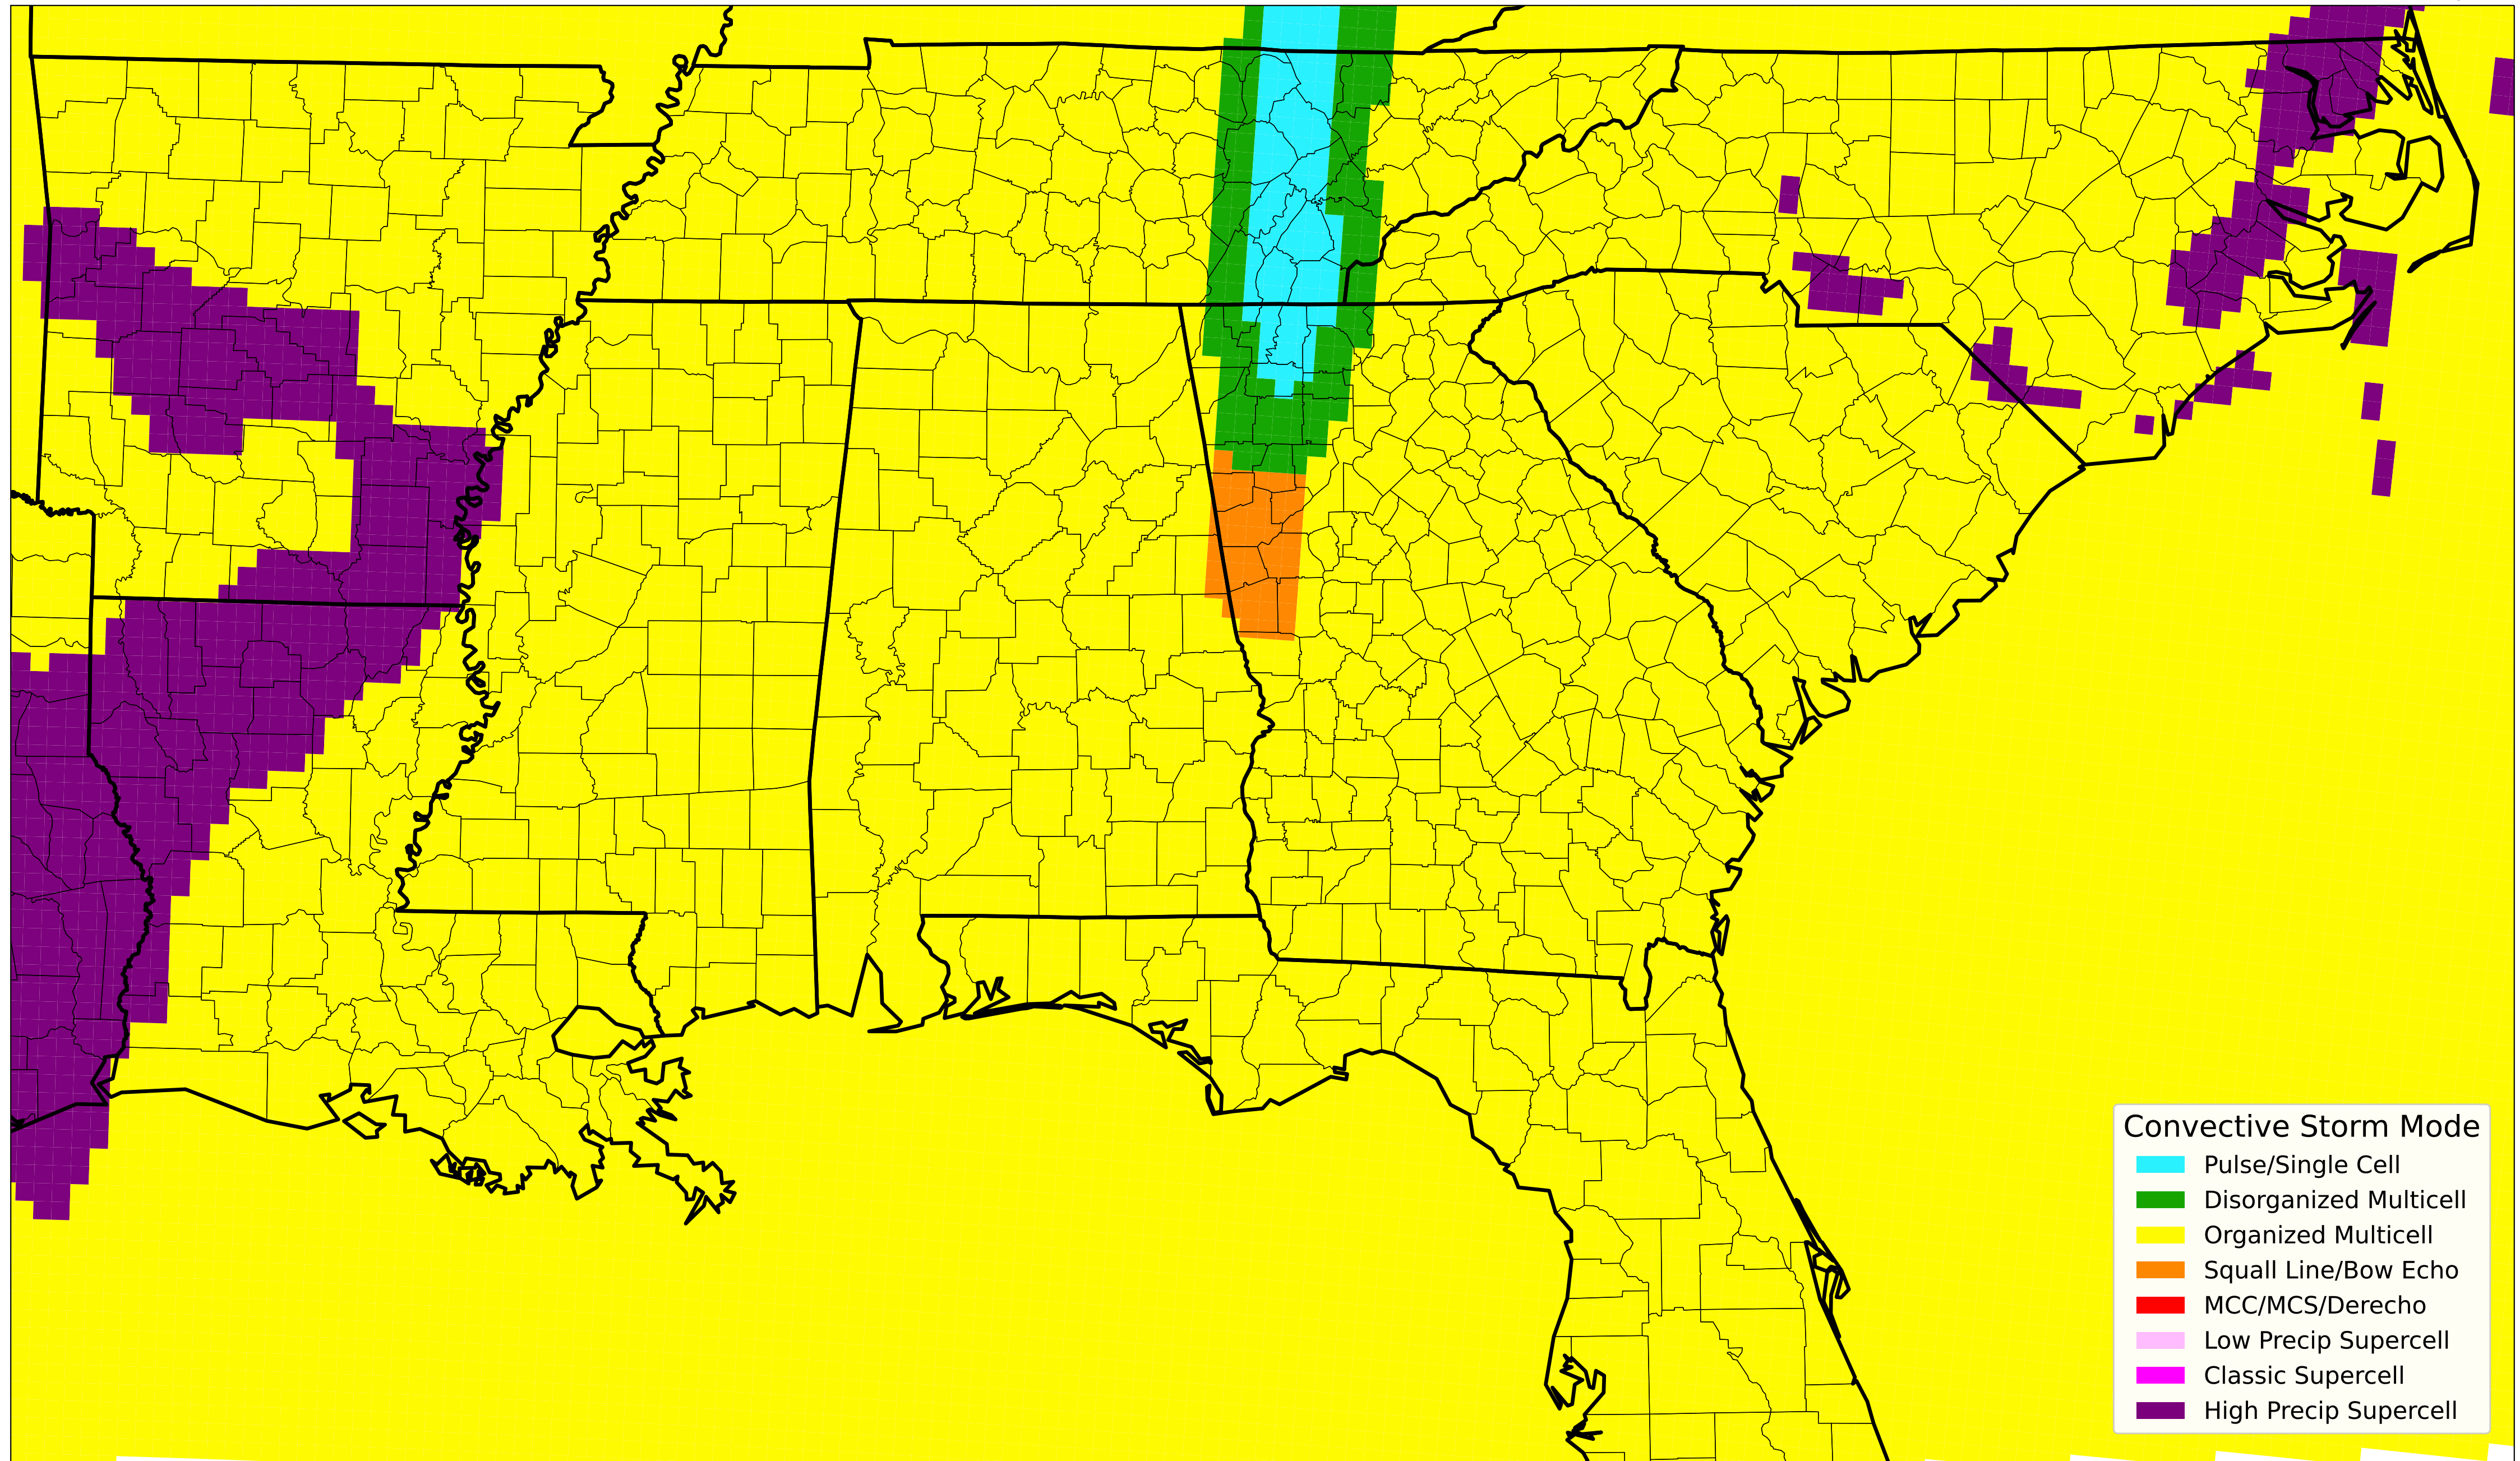 Convective Storm Mode
Pulse/Single Cell
Disorganized Multicell
Organized Multicell
Squall Line/Bow Echo
MCC/MCS/Derecho
Low Precip Supercell
Classic Supercell
High Precip Supercell